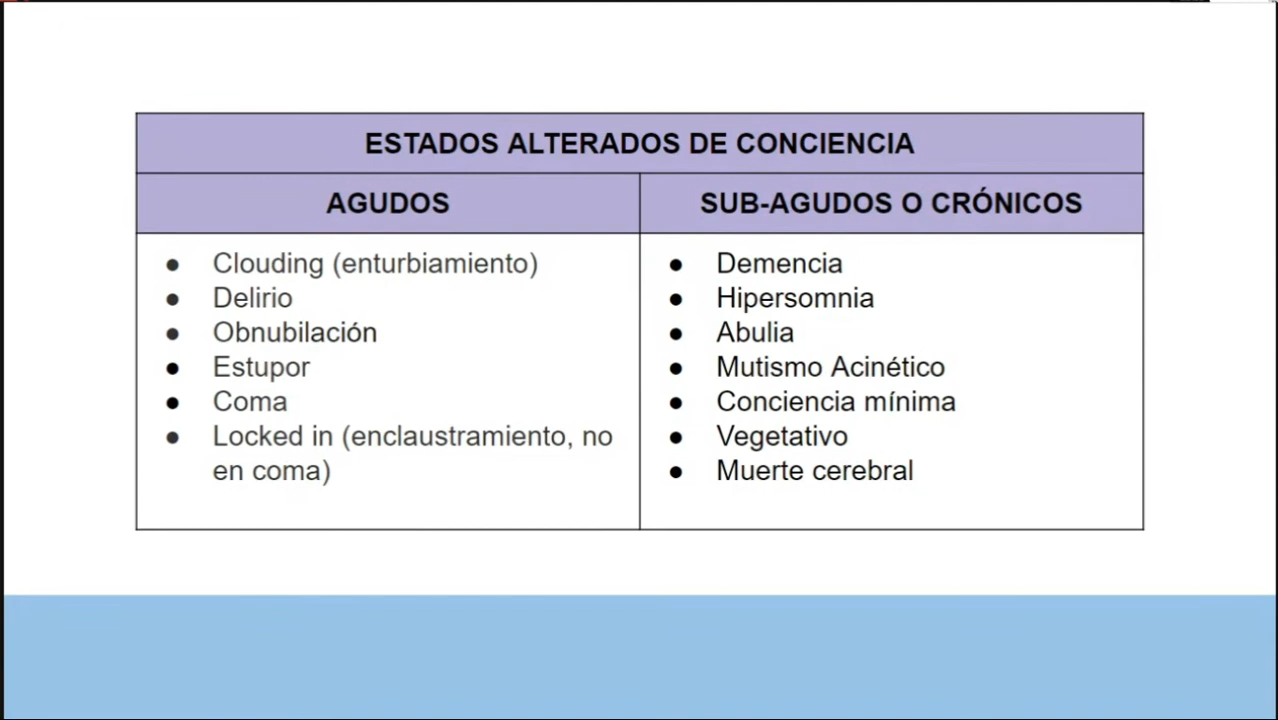 ESTADOS ALTERADOS DE CONCIENCIA
AGUDOS
SUB-AGUDOS O CRÓNICOS
● Clouding (enturbiamiento)
● Delirio
● Obnubilación
● Estupor
● Coma
● Locked in (enclaustramiento, no
en coma)
● Demencia
● Hipersomnia
● Abulia
● Mutismo Acinético
● Conciencia mínima
● Vegetativo
● Muerte cerebral